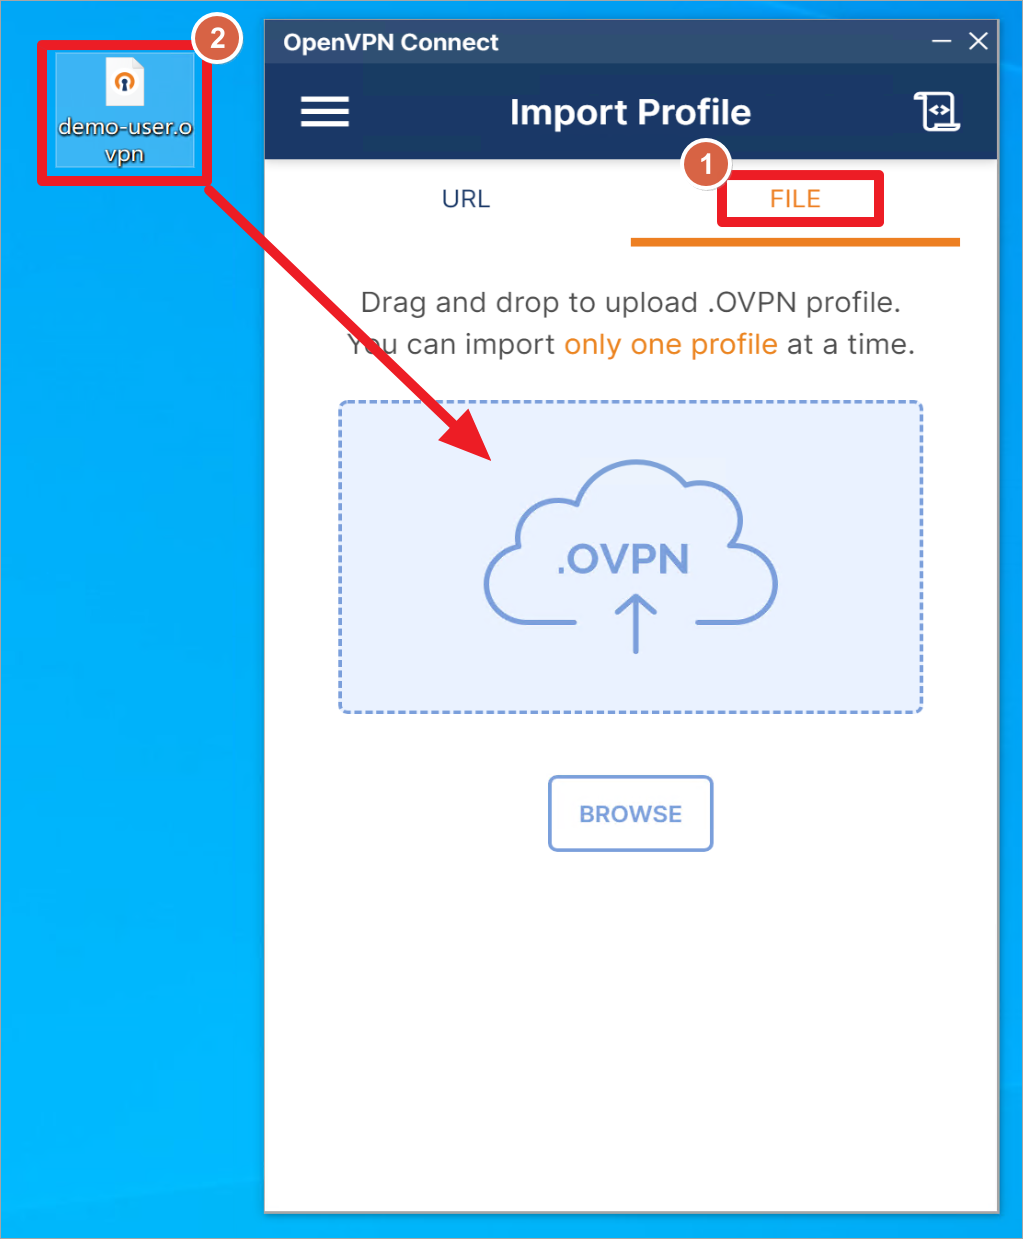 2
demo-user.o
vpn
OpenVPN Connect
Import Profile
1
URL
FILE
Drag and drop to upload .OVPN profile.
You can import only one profile at a time.
.OVPN
BROWSE